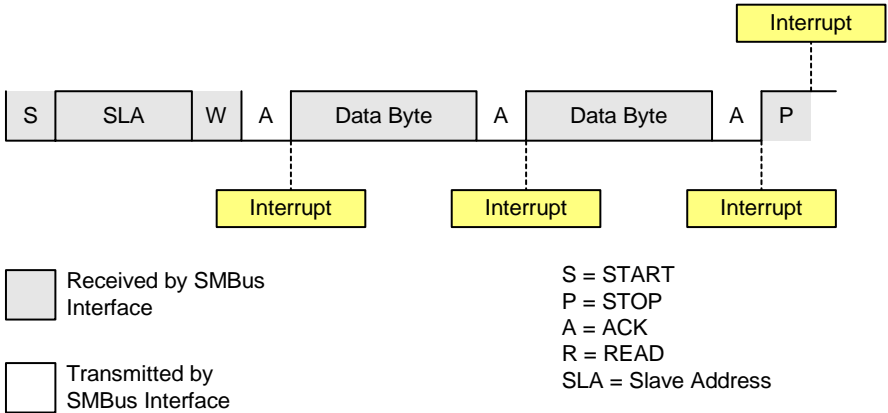 Interrupt
S SLA W A Data Byte A Data Byte A P
Interrupt Interrupt Interrupt
Received by SMBus
Interface
Transmitted by
SMBus Interface
S = START
P = STOP
A = ACK
R = READ
SLA = Slave Address